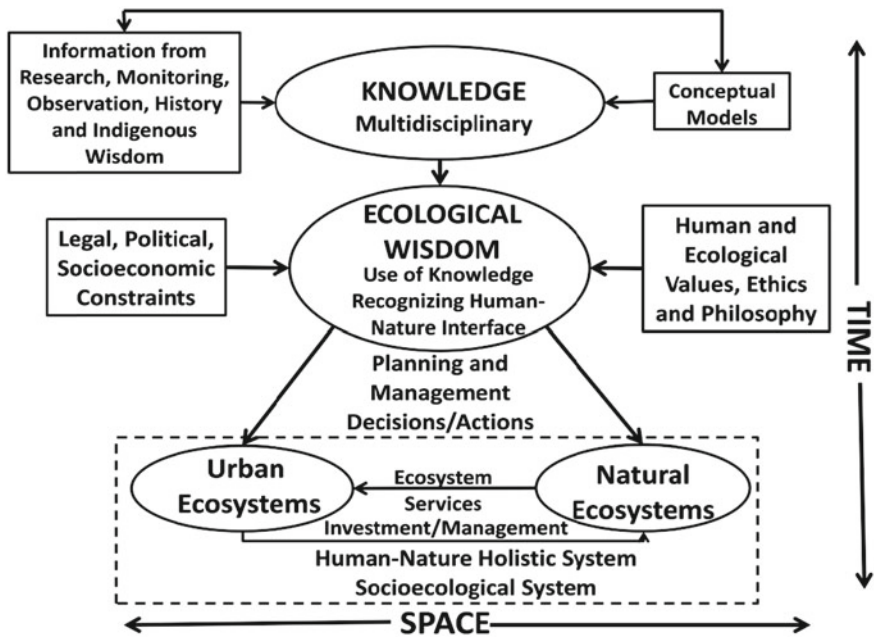 Information from
Research, Monitoring,
Observation, History
and Indigenous
Wisdom
KNOWLEDGE
Multidisciplinary
Conceptual
Models
Legal, Political,
Socioeconomic
Constraints
ECOLOGICAL
WISDOM
Use of Knowledge
Recognizing Human-
Nature Interface
Human and
Ecological
Values, Ethics
and Philosophy
Planning and
Management
Decisions/Actions
Urban
Ecosystems
Ecosystem
Services
Investment/Management
Natural
Ecosystems
Human-Nature Holistic System
Socioecological System
SPACE
TIME